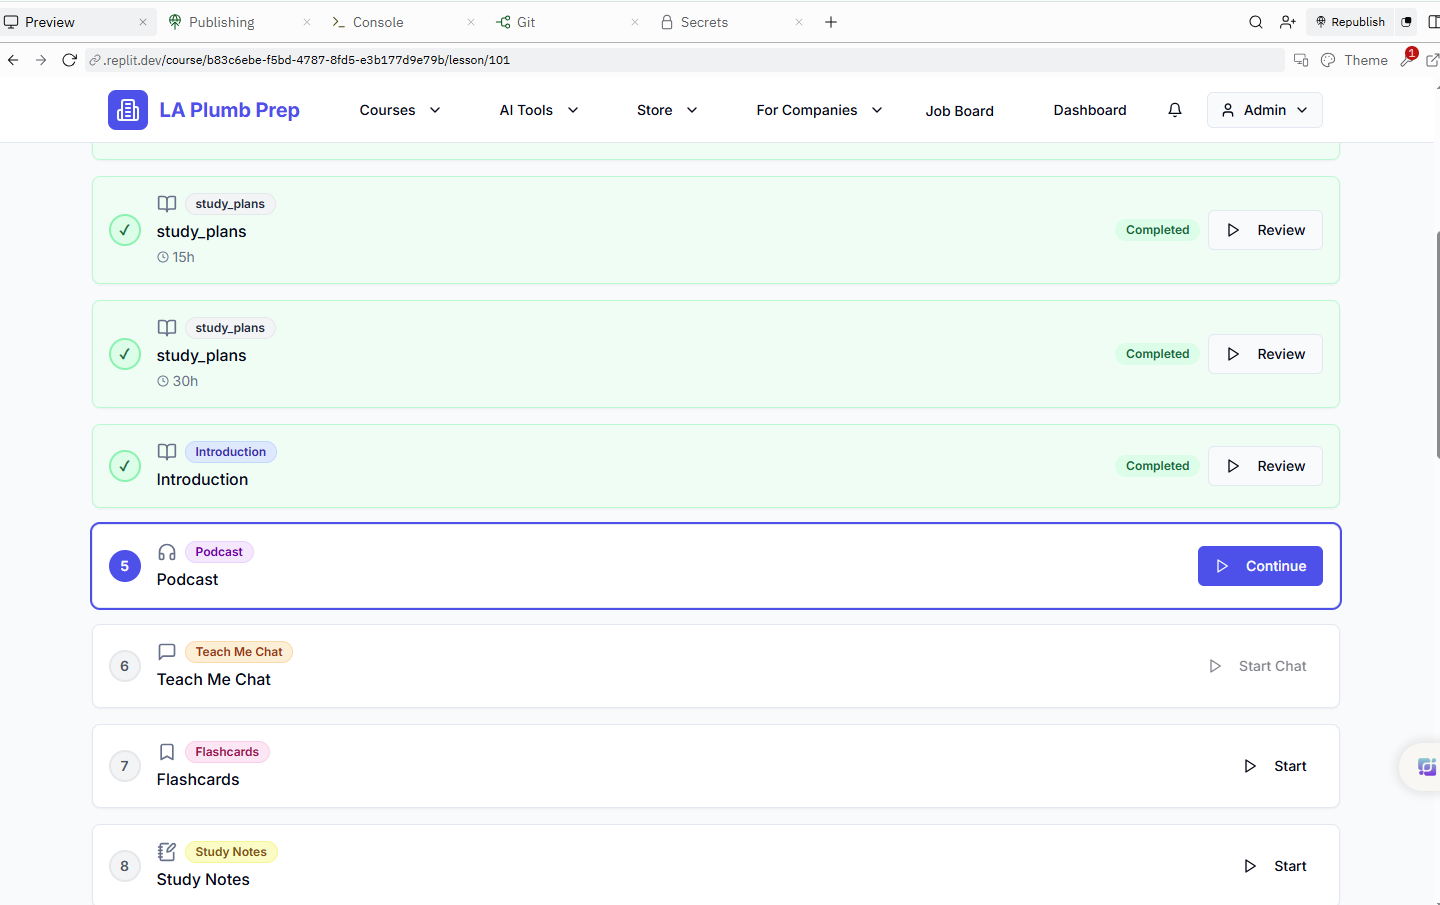 Preview
Publishing
Console
Git
Secrets
Republish
.replit.dev/course/b83c6ebe-f5bd-4787-8fd5-e3b177d9e79b/lesson/101
Theme
1
LA Plumb Prep
Courses
AI Tools
Store
For Companies
Job Board
Dashboard
Admin
study_plans
study_plans
15h
Completed
Review
study_plans
study_plans
30h
Completed
Review
Introduction
Introduction
Completed
Review
5
Podcast
Podcast
Continue
6
Teach Me Chat
Teach Me Chat
Start Chat
7
Flashcards
Flashcards
Start
8
Study Notes
Study Notes
Start